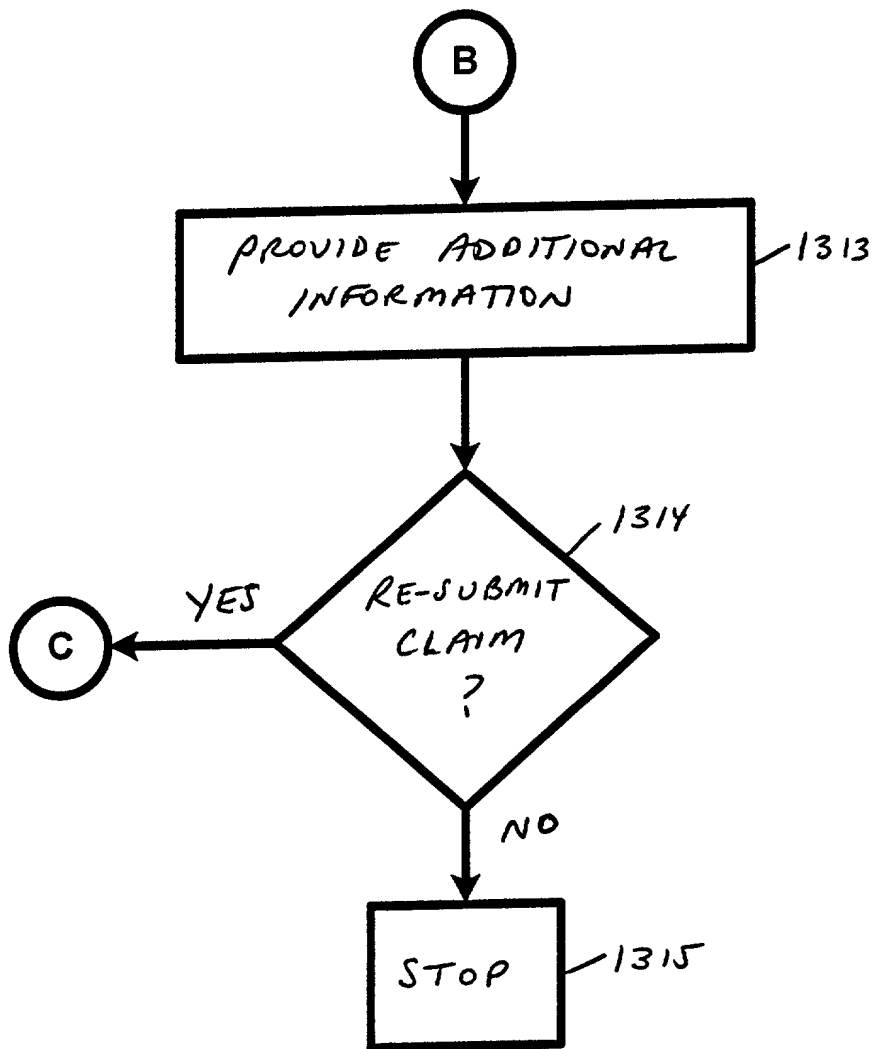 B
PROVIDE ADDITIONAL
INFORMATION
1313
1314
RE-SUBMIT
CLAIM
?
YES
C
NO
STOP
1315